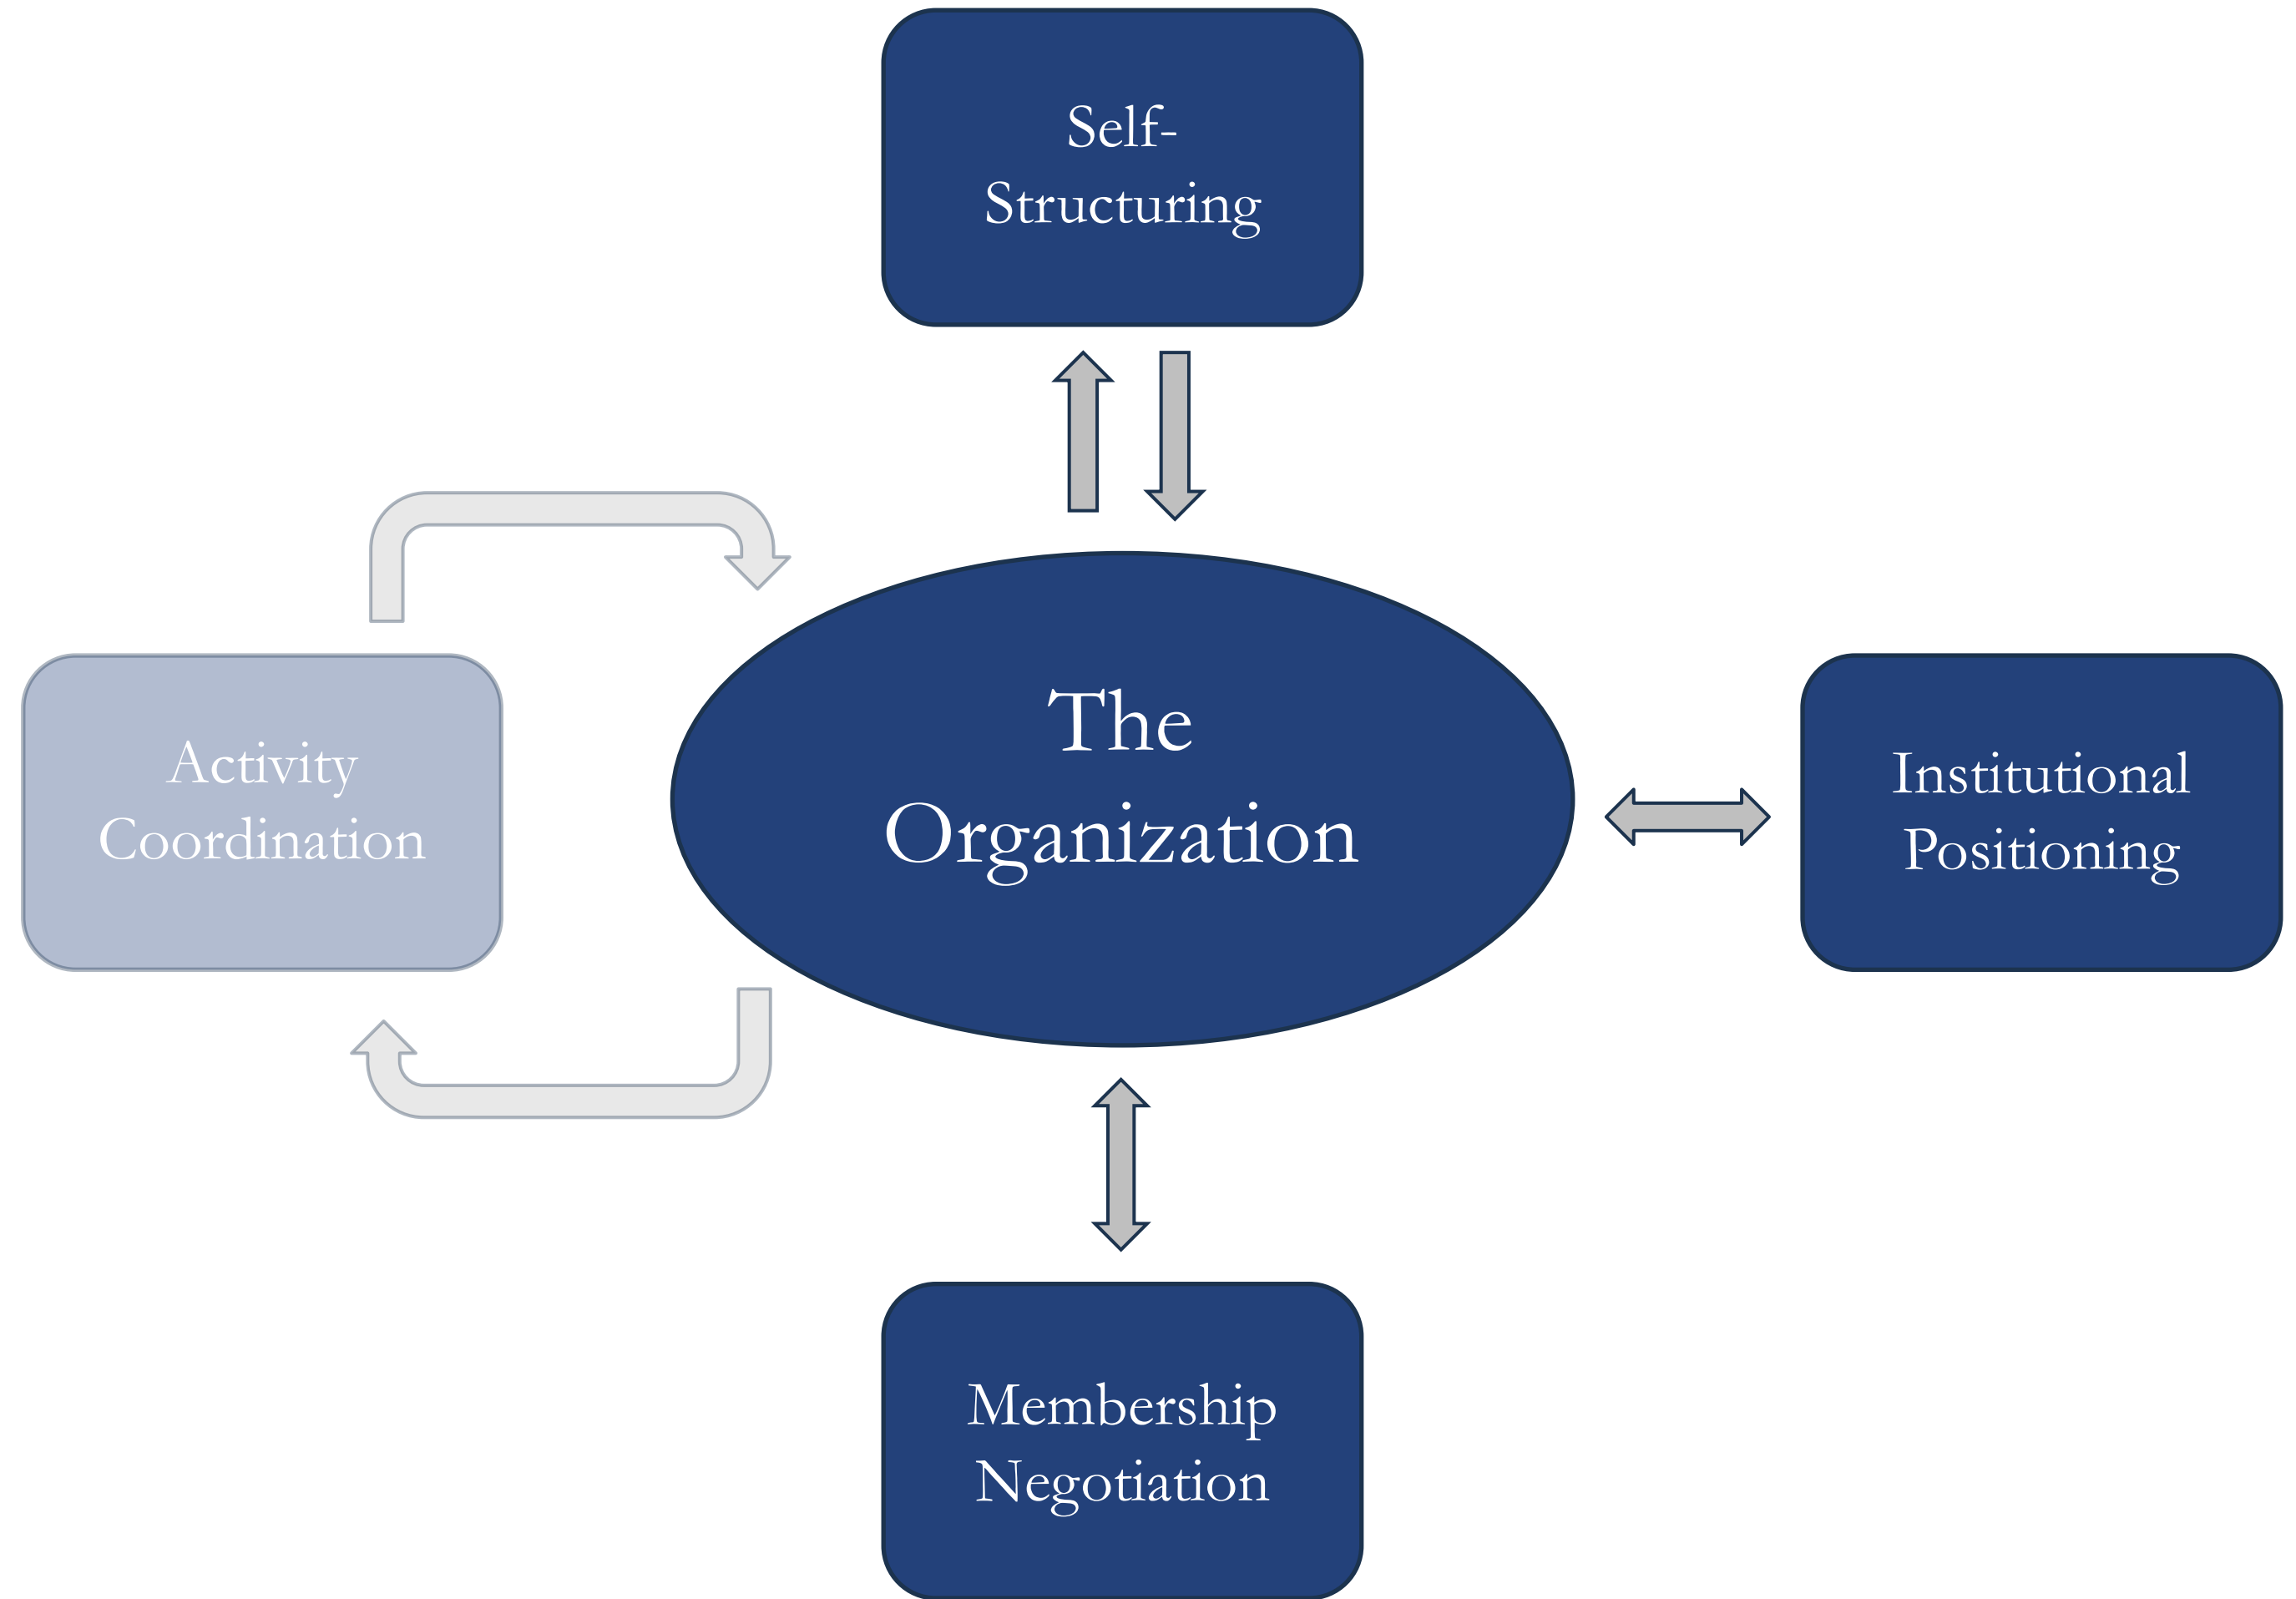 Self-
Structuring
Activity
Coordination
The
Organization
Institutional
Positioning
Membership
Negotiation